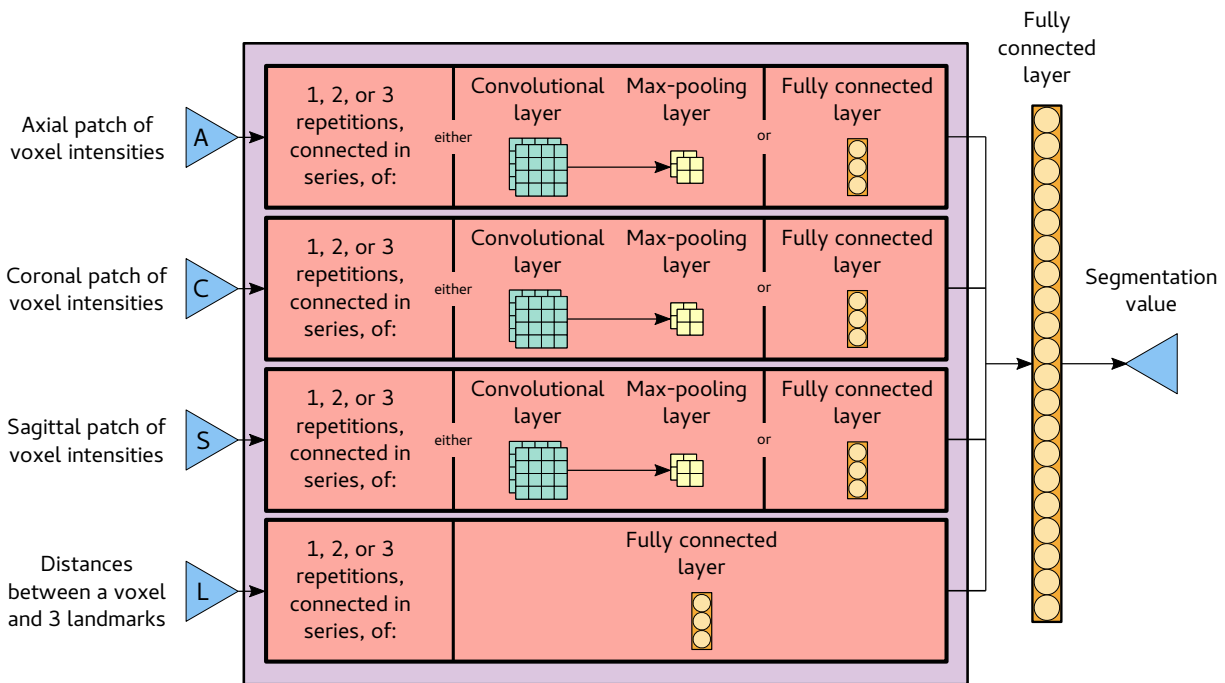 Fully
connected
layer
Axial patch of
voxel intensities
A
1, 2, or 3
repetitions,
connected in
series, of:
either
Convolutional
layer
Max-pooling
layer
or
Fully connected
layer
Coronal patch of
voxel intensities
C
1, 2, or 3
repetitions,
connected in
series, of:
either
Convolutional
layer
Max-pooling
layer
or
Fully connected
layer
Segmentation
value
Sagittal patch of
voxel intensities
S
1, 2, or 3
repetitions,
connected in
series, of:
either
Convolutional
layer
Max-pooling
layer
or
Fully connected
layer
Distances
between a voxel
and 3 landmarks
L
1, 2, or 3
repetitions,
connected in
series, of:
Fully connected
layer